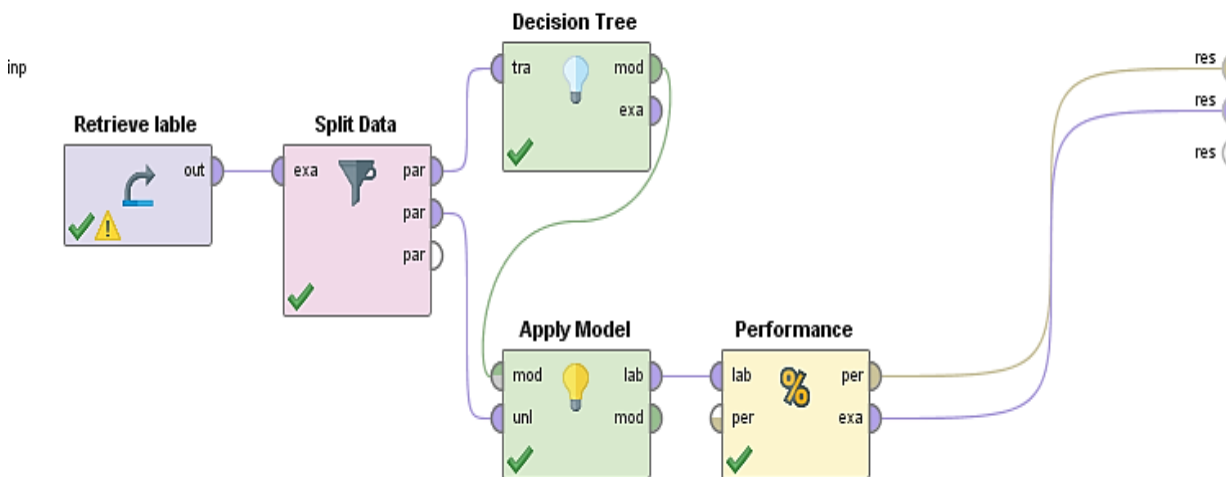 Decision Tree
inp
tra
mod
exa
res
res
res
Retrieve lable
out
Split Data
exa
par
par
par
Apply Model
mod
lab
unl
mod
Performance
lab
%
per
per
exa